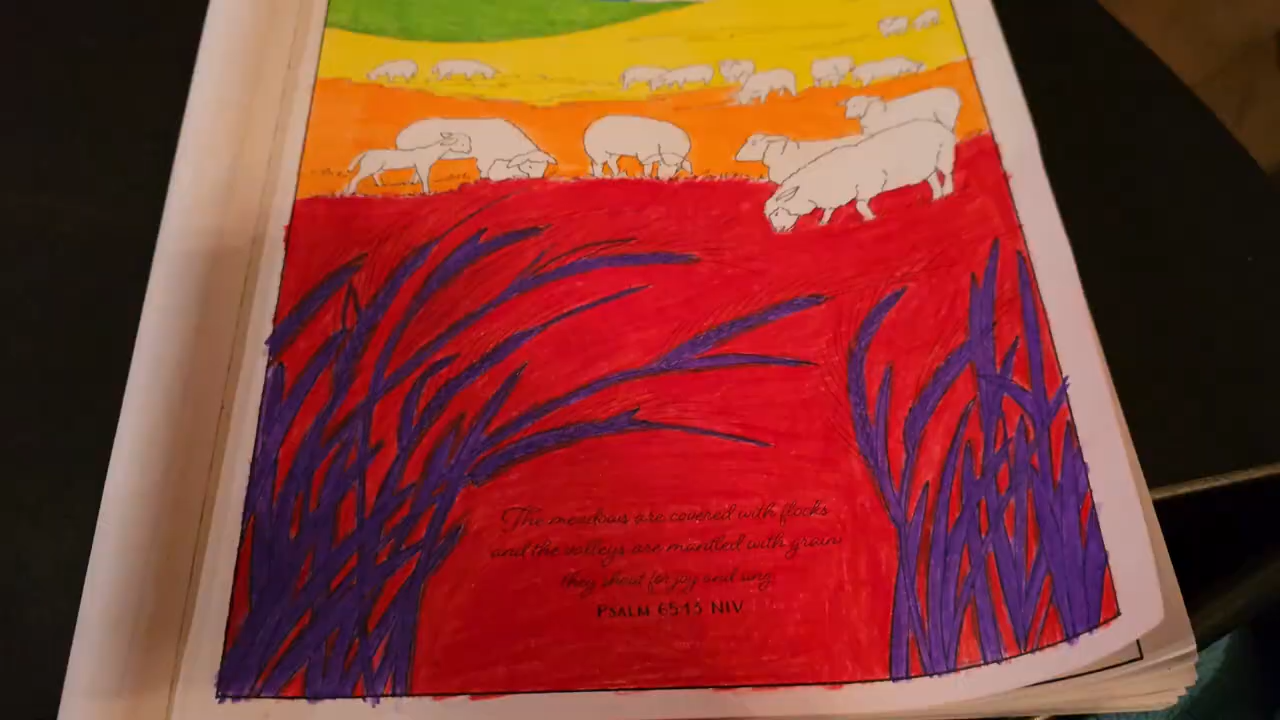 The meadows are covered with flocks
and the valleys are mantled with grain
they shout for joy and sing.
PSALM 65:13 NIV